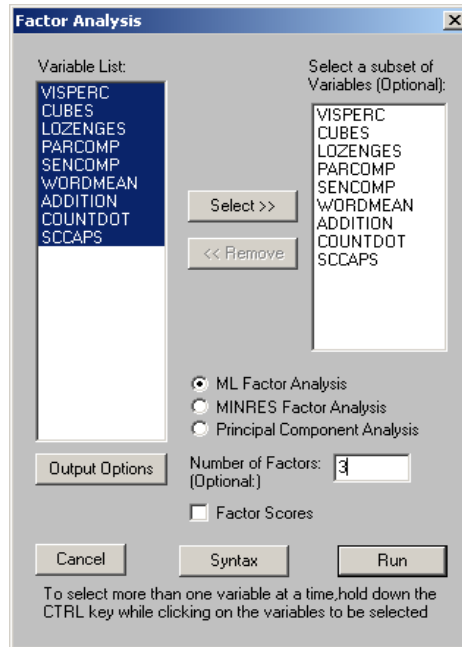 Factor Analysis
Variable List:
VISPERC
CUBES
LOZENGES
PARCOMP
SENCOMP
WORDMEAN
ADDITION
COUNTDOT
SCCAPS
Select >>
<< Remove
Select a subset of
Variables (Optional):
VISPERC
CUBES
LOZENGES
PARCOMP
SENCOMP
WORDMEAN
ADDITION
COUNTDOT
SCCAPS
ML Factor Analysis
MINRES Factor Analysis
Principal Component Analysis
Output Options
Number of Factors: 3
(Optional:)
Factor Scores
Cancel
Syntax
Run
To select more than one variable at a time,hold down the
CTRL key while clicking on the variables to be selected